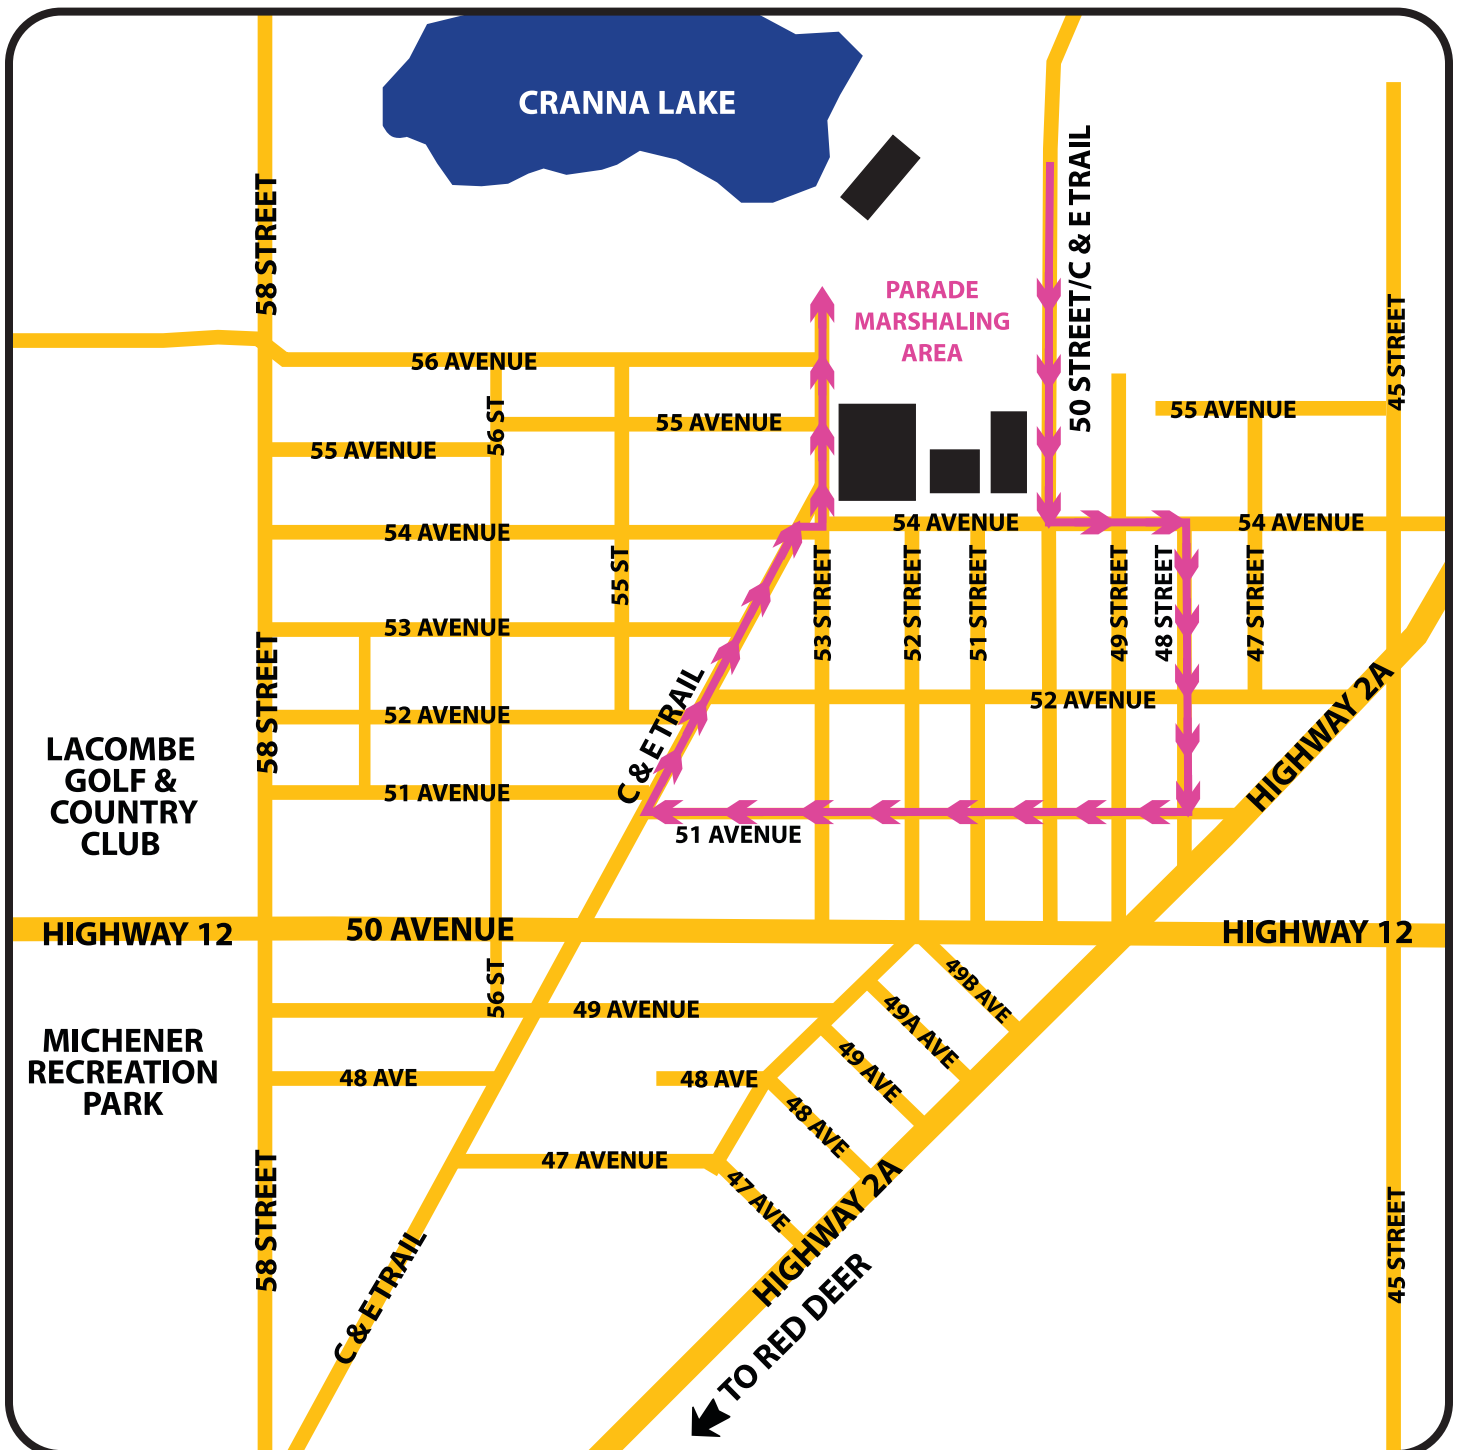 CRANNA LAKE
58 STREET
50 STREET/C & E TRAIL
PARADE
MARSHALING
AREA
45 STREET
56 AVENUE
56 ST
55 AVENUE
55 AVENUE
55 AVENUE
54 AVENUE
54 AVENUE
54 AVENUE
55 ST
53 STREET
52 STREET
51 STREET
49 STREET
48 STREET
47 STREET
53 AVENUE
58 STREET
C & E TRAIL
52 AVENUE
52 AVENUE
HIGHWAY 2A
LACOMBE
GOLF &
COUNTRY
CLUB
51 AVENUE
51 AVENUE
HIGHWAY 12
50 AVENUE
HIGHWAY 12
56 ST
49 AVENUE
49B AVE
49A AVE
49 AVE
48 AVE
47 AVE
MICHENER
RECREATION
PARK
48 AVE
48 AVE
47 AVENUE
58 STREET
C & E TRAIL
HIGHWAY 2A
TO RED DEER
45 STREET